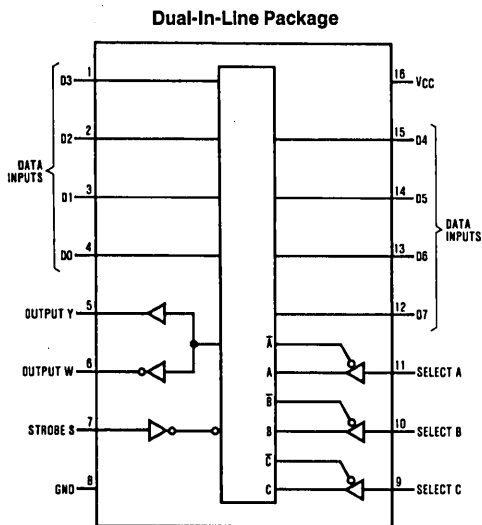 Dual-In-Line Package
D3
1
16
VCC
D2
2
15
D4
DATA
INPUTS
D1
3
14
D5
DATA
INPUTS
D0
4
13
D6
OUTPUT Y
5
12
D7
A̅
OUTPUT W
6
A
11
SELECT A
B̅
STROBE S
7
B
10
SELECT B
C̅
GND
8
C
9
SELECT C